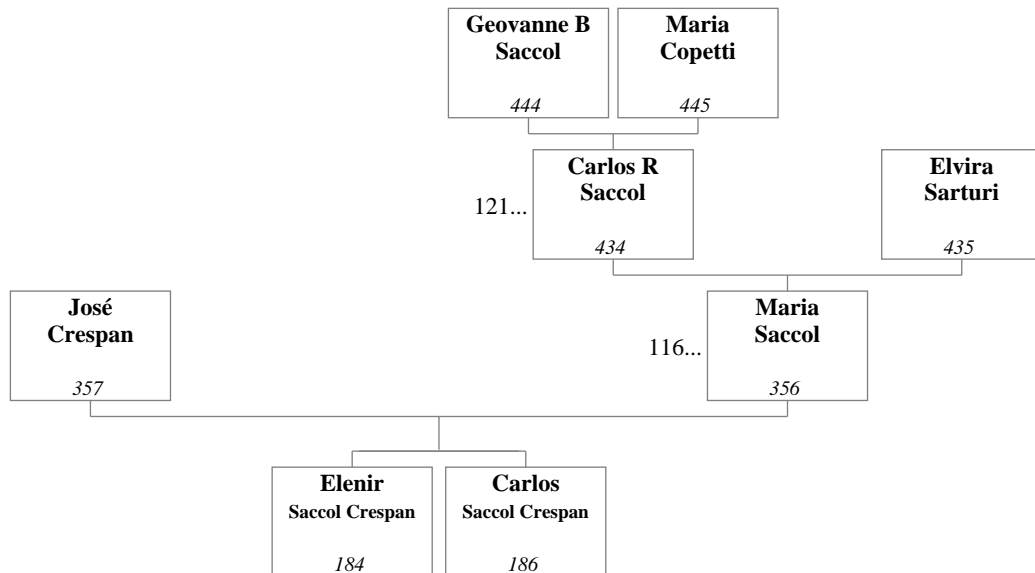 Geovanne B
Saccol
444
Maria
Copetti
445
121...
Carlos R
Saccol
434
Elvira
Sarturi
435
José
Crespan
357
116...
Maria
Saccol
356
Elenir
Saccol Crespan
184
Carlos
Saccol Crespan
186